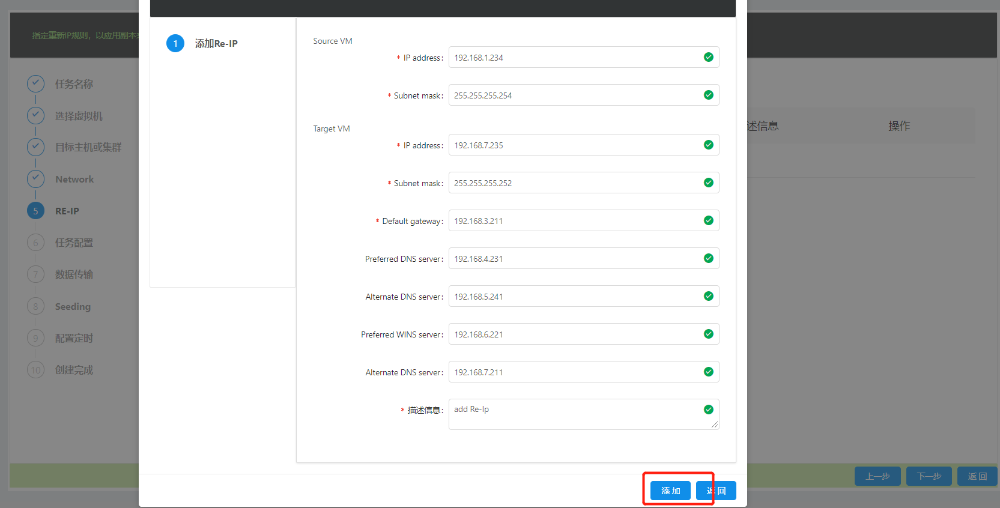 指定重新IP规则，以应用副本
1 添加Re-IP
任务名称
选择虚拟机
目标主机或集群
Network
5 RE-IP
6 任务配置
7 数据传输
8 Seeding
9 配置定时
10 创建完成
Source VM
* IP address: 192.168.1.234
* Subnet mask: 255.255.255.254
Target VM
* IP address: 192.168.7.235
* Subnet mask: 255.255.255.252
* Default gateway: 192.168.3.211
Preferred DNS server: 192.168.4.231
Alternate DNS server: 192.168.5.241
Preferred WINS server: 192.168.6.221
Alternate DNS server: 192.168.7.211
* 描述信息: add Re-Ip
述信息 操作
上一步 下一步 返回
添加 返回